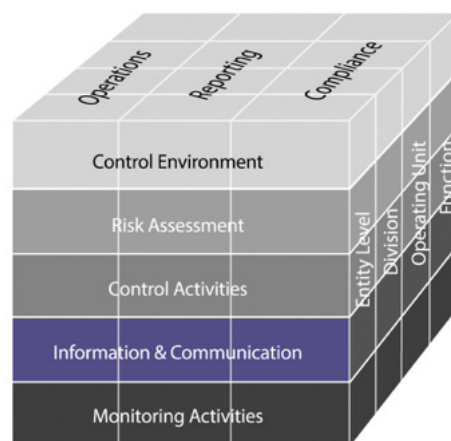 Operations
Reporting
Compliance
Control Environment
Risk Assessment
Control Activities
Information & Communication
Monitoring Activities
Entity Level
Division
Operating Unit
Function